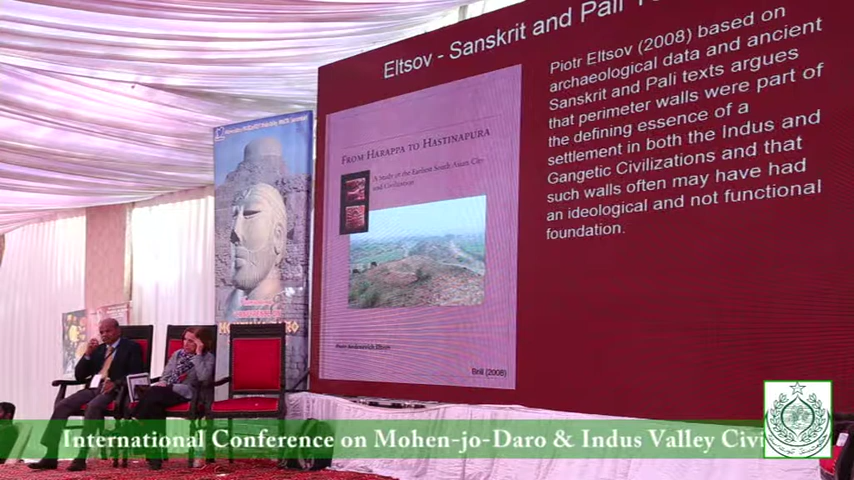 Eltsov - Sanskrit and Pali
Piotr Eltsov (2008) based on
archaeological data and ancient
Sanskrit and Pali texts argues
that perimeter walls were part of
the defining essence of a
settlement in both the Indus and
Gangetic Civilizations and that
such walls often may have had
an ideological and not functional
foundation.
FROM HARAPPA TO HASTINAPURA
A Study of the Earliest South Asian City
and Civilization
Brill (2008)
International Conference on Mohen-jo-Daro & Indus Valley Civi